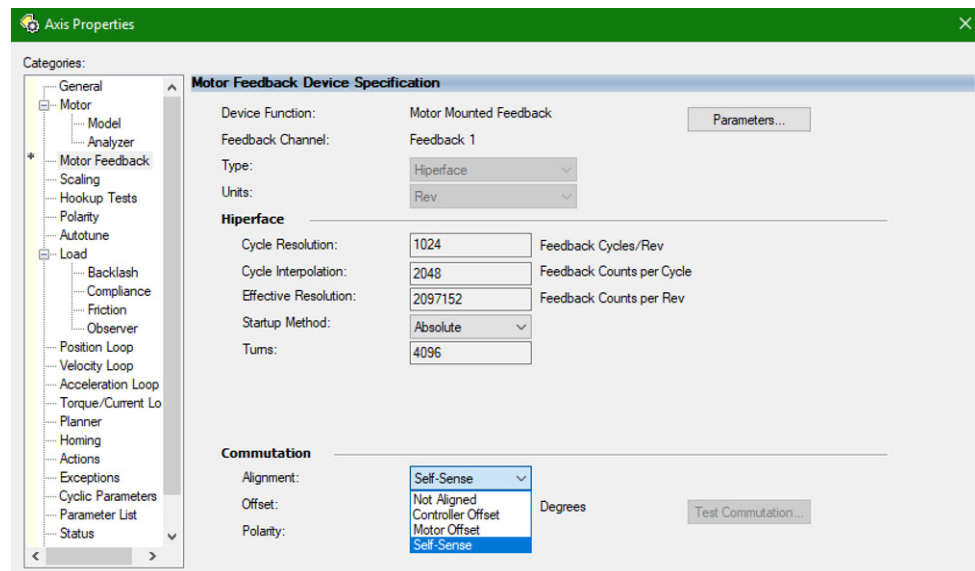 Axis Properties
Categories:
General
Motor
Model
Analyzer
* Motor Feedback
Scaling
Hookup Tests
Polarity
Autotune
Load
Backlash
Compliance
Friction
Observer
Position Loop
Velocity Loop
Acceleration Loop
Torque/Current Lo
Planner
Homing
Actions
Exceptions
Cyclic Parameters
Parameter List
Status
Motor Feedback Device Specification
Device Function: Motor Mounted Feedback Parameters...
Feedback Channel: Feedback 1
Type: Hiperface
Units: Rev
Hiperface
Cycle Resolution: 1024 Feedback Cycles/Rev
Cycle Interpolation: 2048 Feedback Counts per Cycle
Effective Resolution: 2097152 Feedback Counts per Rev
Startup Method: Absolute
Turns: 4096
Commutation
Alignment: Self-Sense
Not Aligned
Offset: Controller Offset Degrees Test Commutation...
Motor Offset
Polarity: Self-Sense